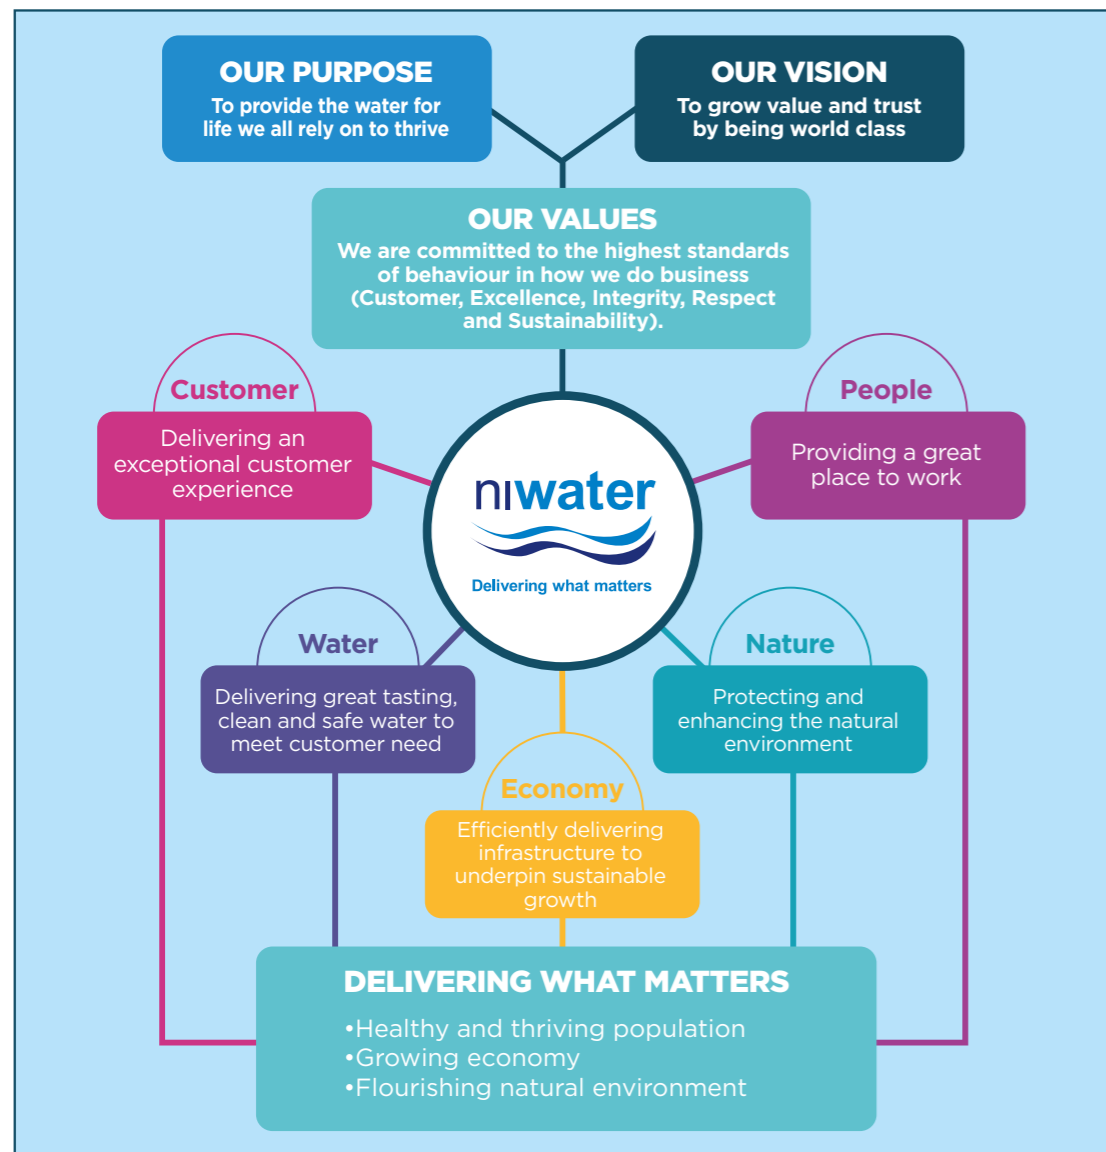 OUR PURPOSE
To provide the water for
life we all rely on to thrive
OUR VISION
To grow value and trust
by being world class
OUR VALUES
We are committed to the highest standards
of behaviour in how we do business
(Customer, Excellence, Integrity, Respect
and Sustainability).
Customer
Delivering an
exceptional customer
experience
People
Providing a great
place to work
niwater
Delivering what matters
Water
Delivering great tasting,
clean and safe water to
meet customer need
Nature
Protecting and
enhancing the natural
environment
Economy
Efficiently delivering
infrastructure to
underpin sustainable
growth
DELIVERING WHAT MATTERS
•Healthy and thriving population
•Growing economy
•Flourishing natural environment